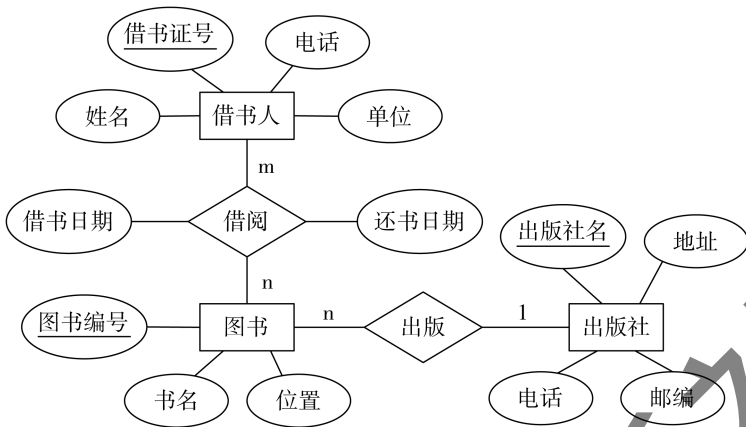 借书证号
电话
姓名
借书人
单位
m
借书日期
借阅
还书日期
出版社名
地址
n
图书编号
图书
n
出版
1
出版社
书名
位置
电话
邮编